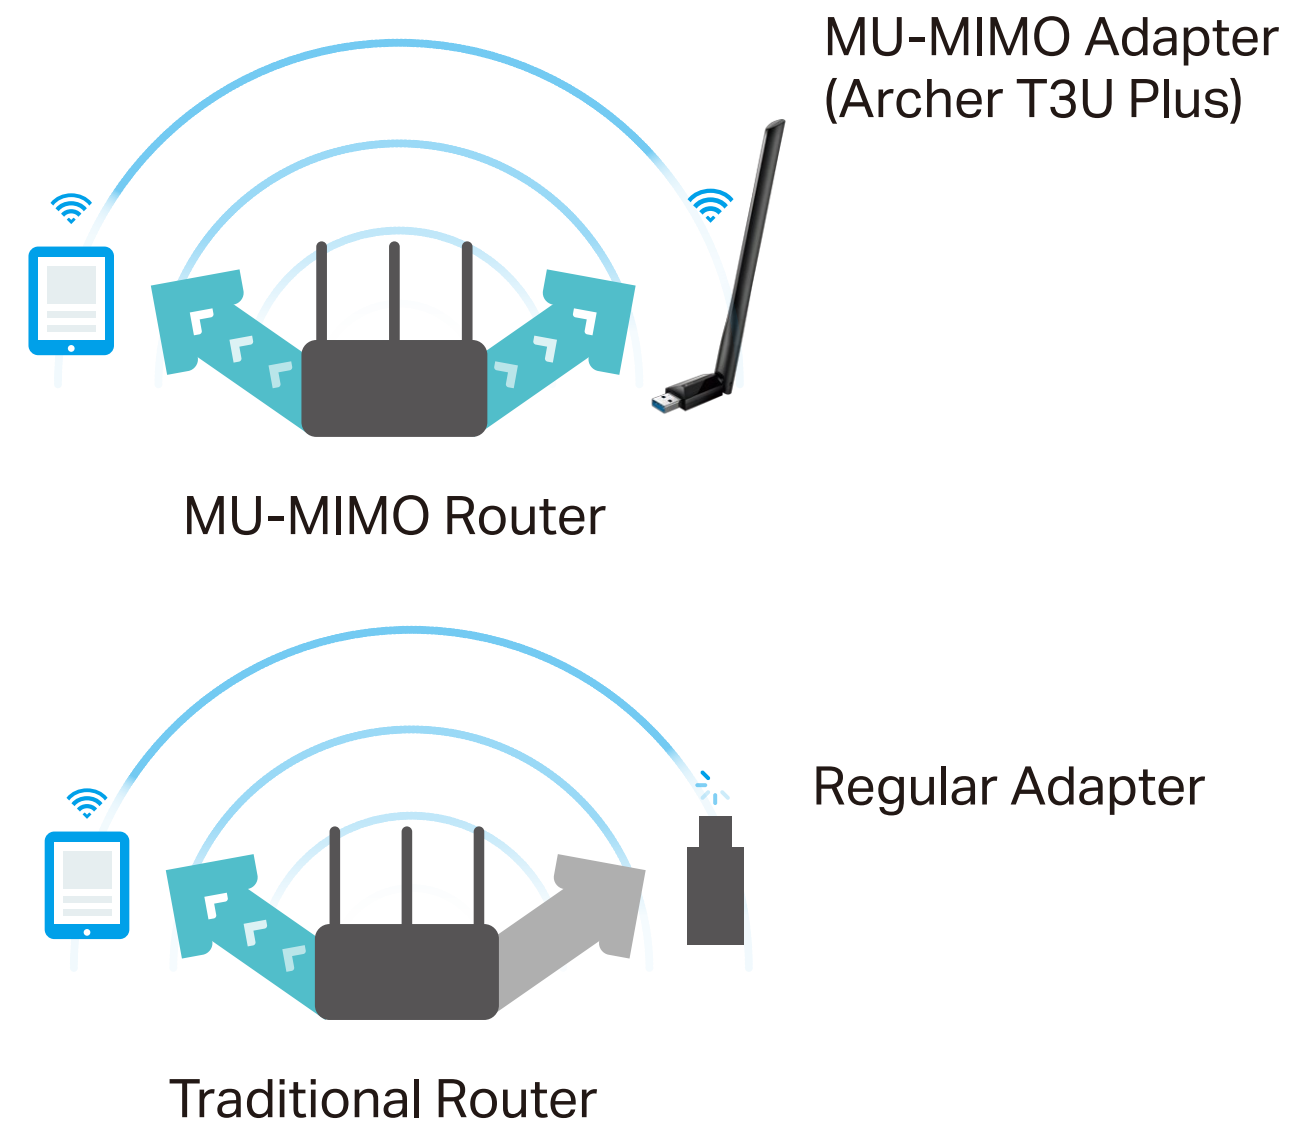 MU-MIMO Adapter
(Archer T3U Plus)
MU-MIMO Router
Regular Adapter
Traditional Router